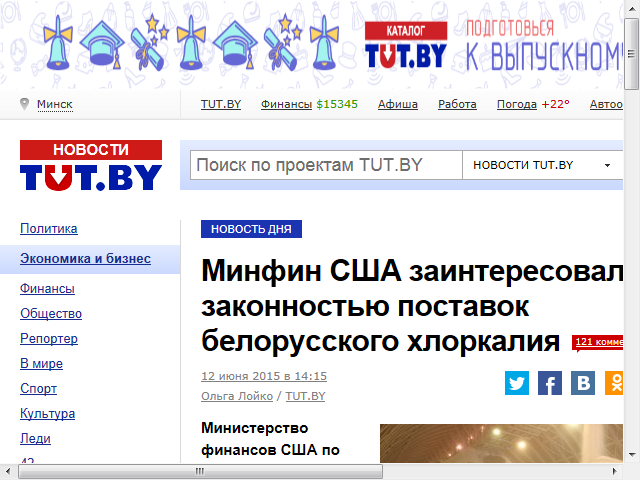 КАТАЛОГ
TUT.BY
ПОДГОТОВЬСЯ
К ВЫПУСКНОМУ
Минск
TUT.BY Финансы $15345 Афиша Работа Погода +22°
НОВОСТИ
TUT.BY
Поиск по проектам TUT.BY
НОВОСТИ TUT.BY
Политика
Экономика и бизнес
Финансы
Общество
Репортер
В мире
Спорт
Культура
Леди
42
НОВОСТЬ ДНЯ
Минфин США заинтересовал
законностью поставок
белорусского хлоркалия
121 комме
12 июня 2015 в 14:15
Ольга Лойко / TUT.BY
Министерство
финансов США по